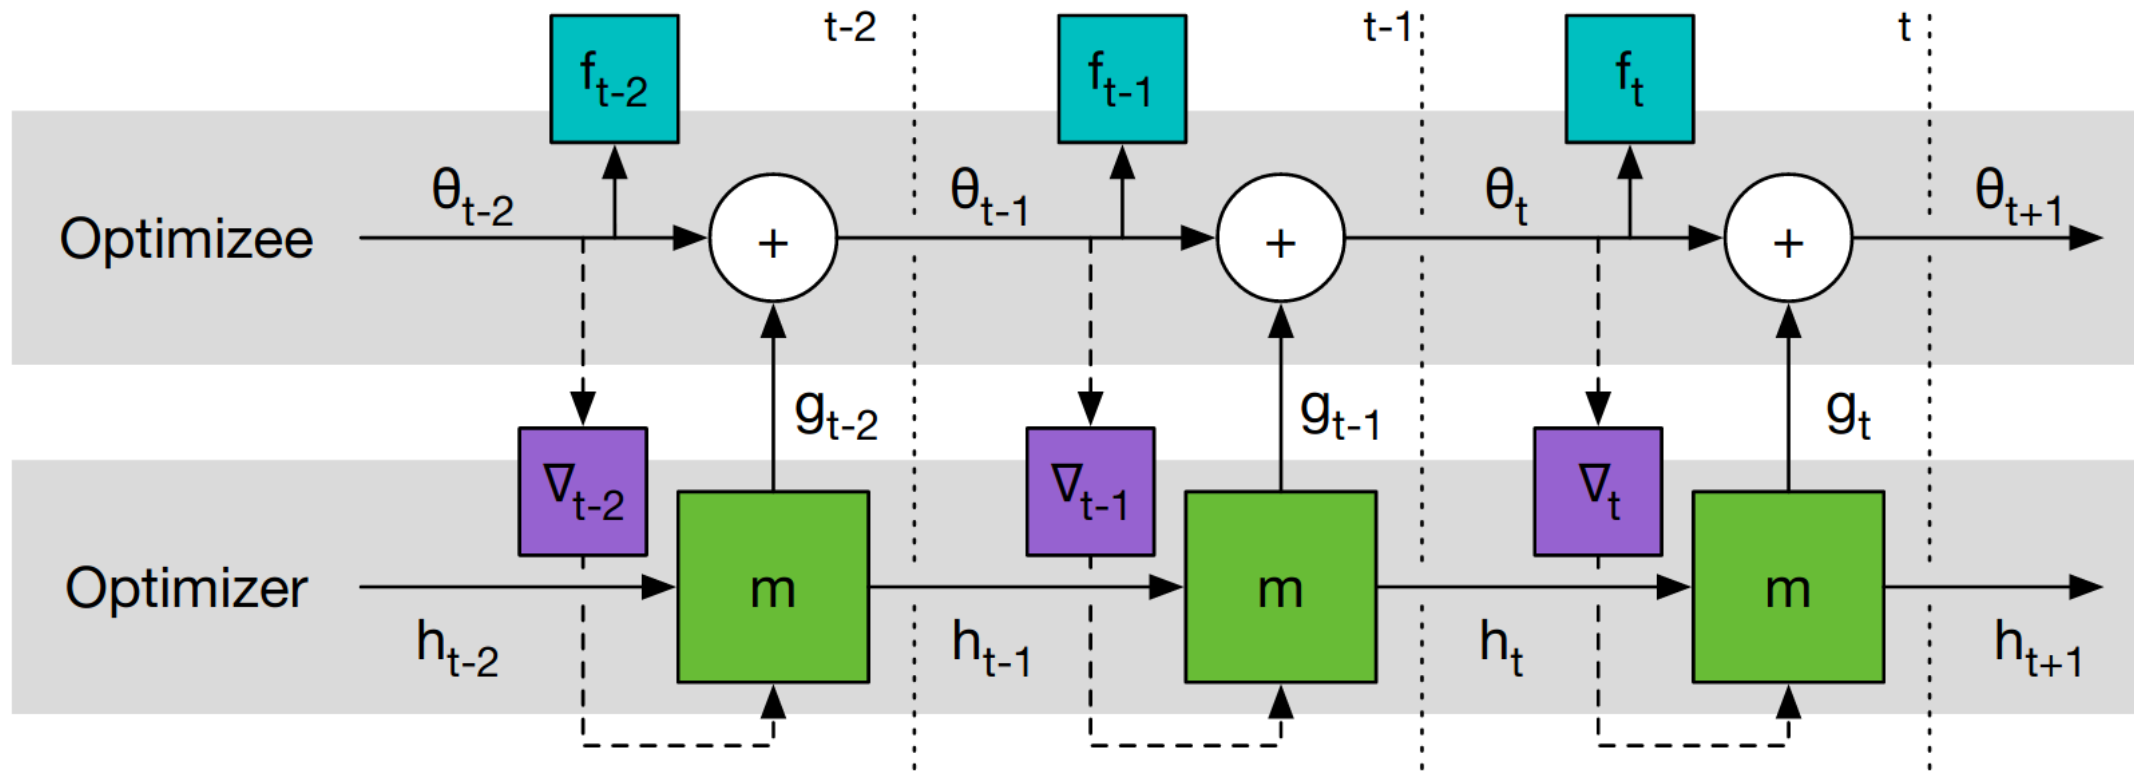 t-2 t-1 t
f_{t-2} f_{t-1} f_t
θ_{t-2} θ_{t-1} θ_t θ_{t+1}
Optimizee + + +
g_{t-2} g_{t-1} g_t
∇_{t-2} ∇_{t-1} ∇_t
Optimizer m m m
h_{t-2} h_{t-1} h_t h_{t+1}